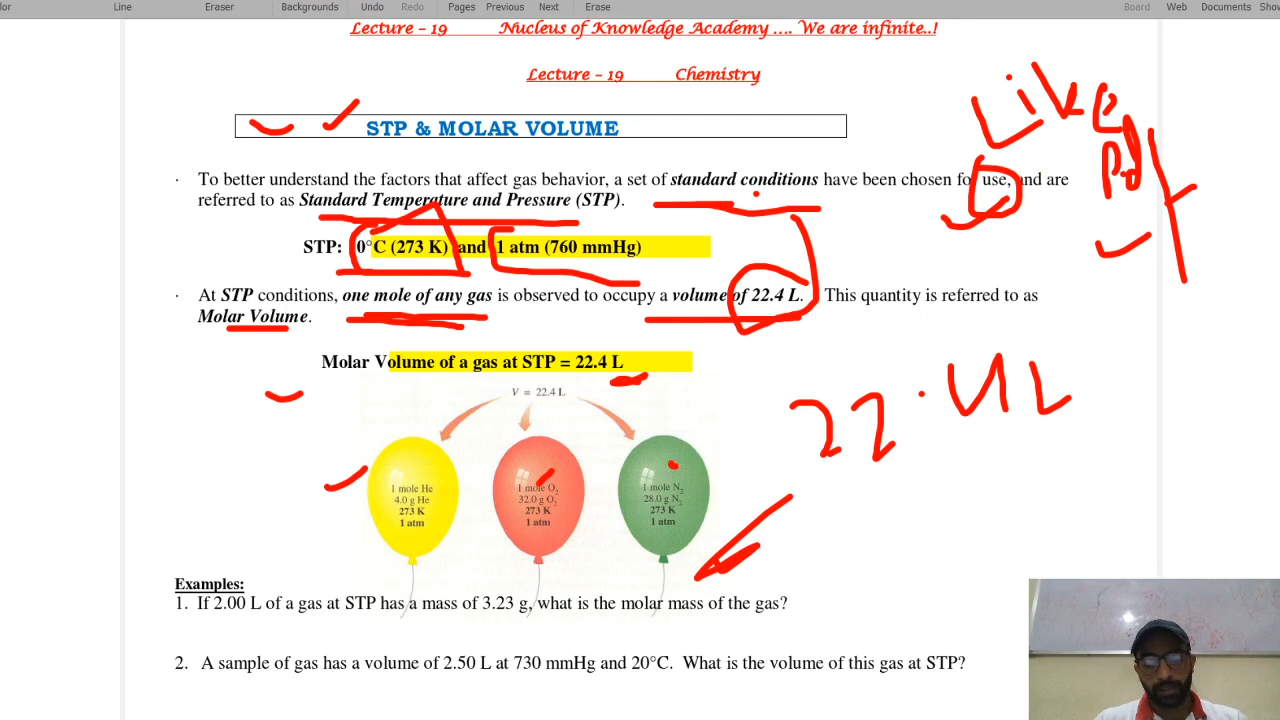 lor Line Eraser Backgrounds Undo Redo Pages Previous Next Erase Board Web Documents Show
Lecture – 19 Nucleus of Knowledge Academy .... We are infinite..!
Lecture – 19 Chemistry
STP & MOLAR VOLUME
Like
Pdf
· To better understand the factors that affect gas behavior, a set of standard conditions have been chosen for use, and are
referred to as Standard Temperature and Pressure (STP).
STP: 0°C (273 K) and 1 atm (760 mmHg)
· At STP conditions, one mole of any gas is observed to occupy a volume of 22.4 L. This quantity is referred to as
Molar Volume.
Molar Volume of a gas at STP = 22.4 L
V = 22.4 L
22.4L
1 mole He
4.0 g He
273 K
1 atm
1 mole O₂
32.0 g O₂
273 K
1 atm
1 mole N₂
28.0 g N₂
273 K
1 atm
Examples:
1. If 2.00 L of a gas at STP has a mass of 3.23 g, what is the molar mass of the gas?
2. A sample of gas has a volume of 2.50 L at 730 mmHg and 20°C. What is the volume of this gas at STP?